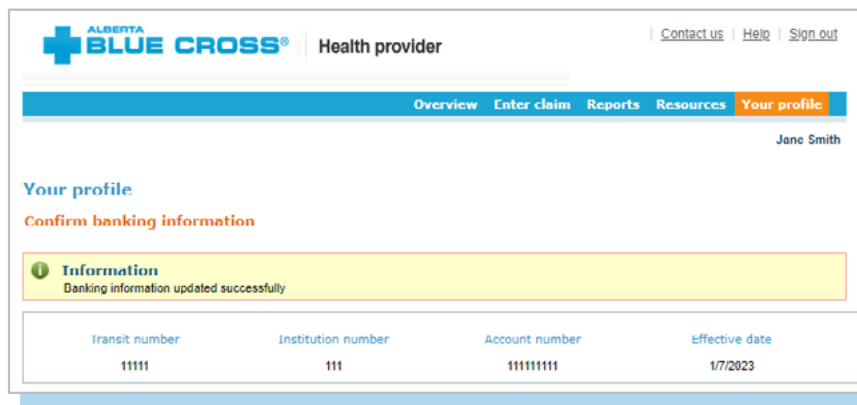 ALBERTA
BLUE CROSS® Health provider
Contact us | Help | Sign out
Overview Enter claim Reports Resources Your profile
Jane Smith
Your profile
Confirm banking information
Information
Banking information updated successfully
Transit number Institution number Account number Effective date
11111 111 111111111 1/7/2023